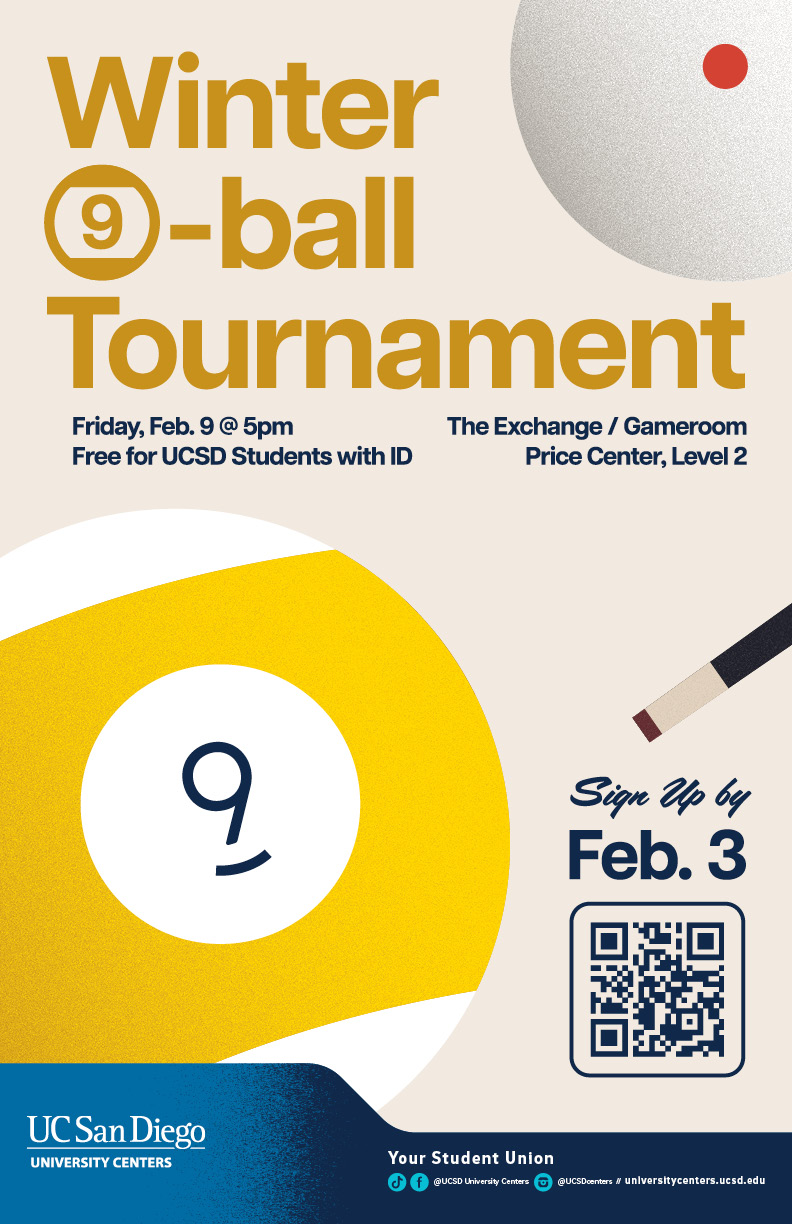 Winter
9-ball
Tournament
Friday, Feb. 9 @ 5pm
Free for UCSD Students with ID
The Exchange / Gameroom
Price Center, Level 2
9
Sign Up by
Feb. 3
UC San Diego
UNIVERSITY CENTERS
Your Student Union
@UCSD University Centers @UCSDcenters // universitycenters.ucsd.edu